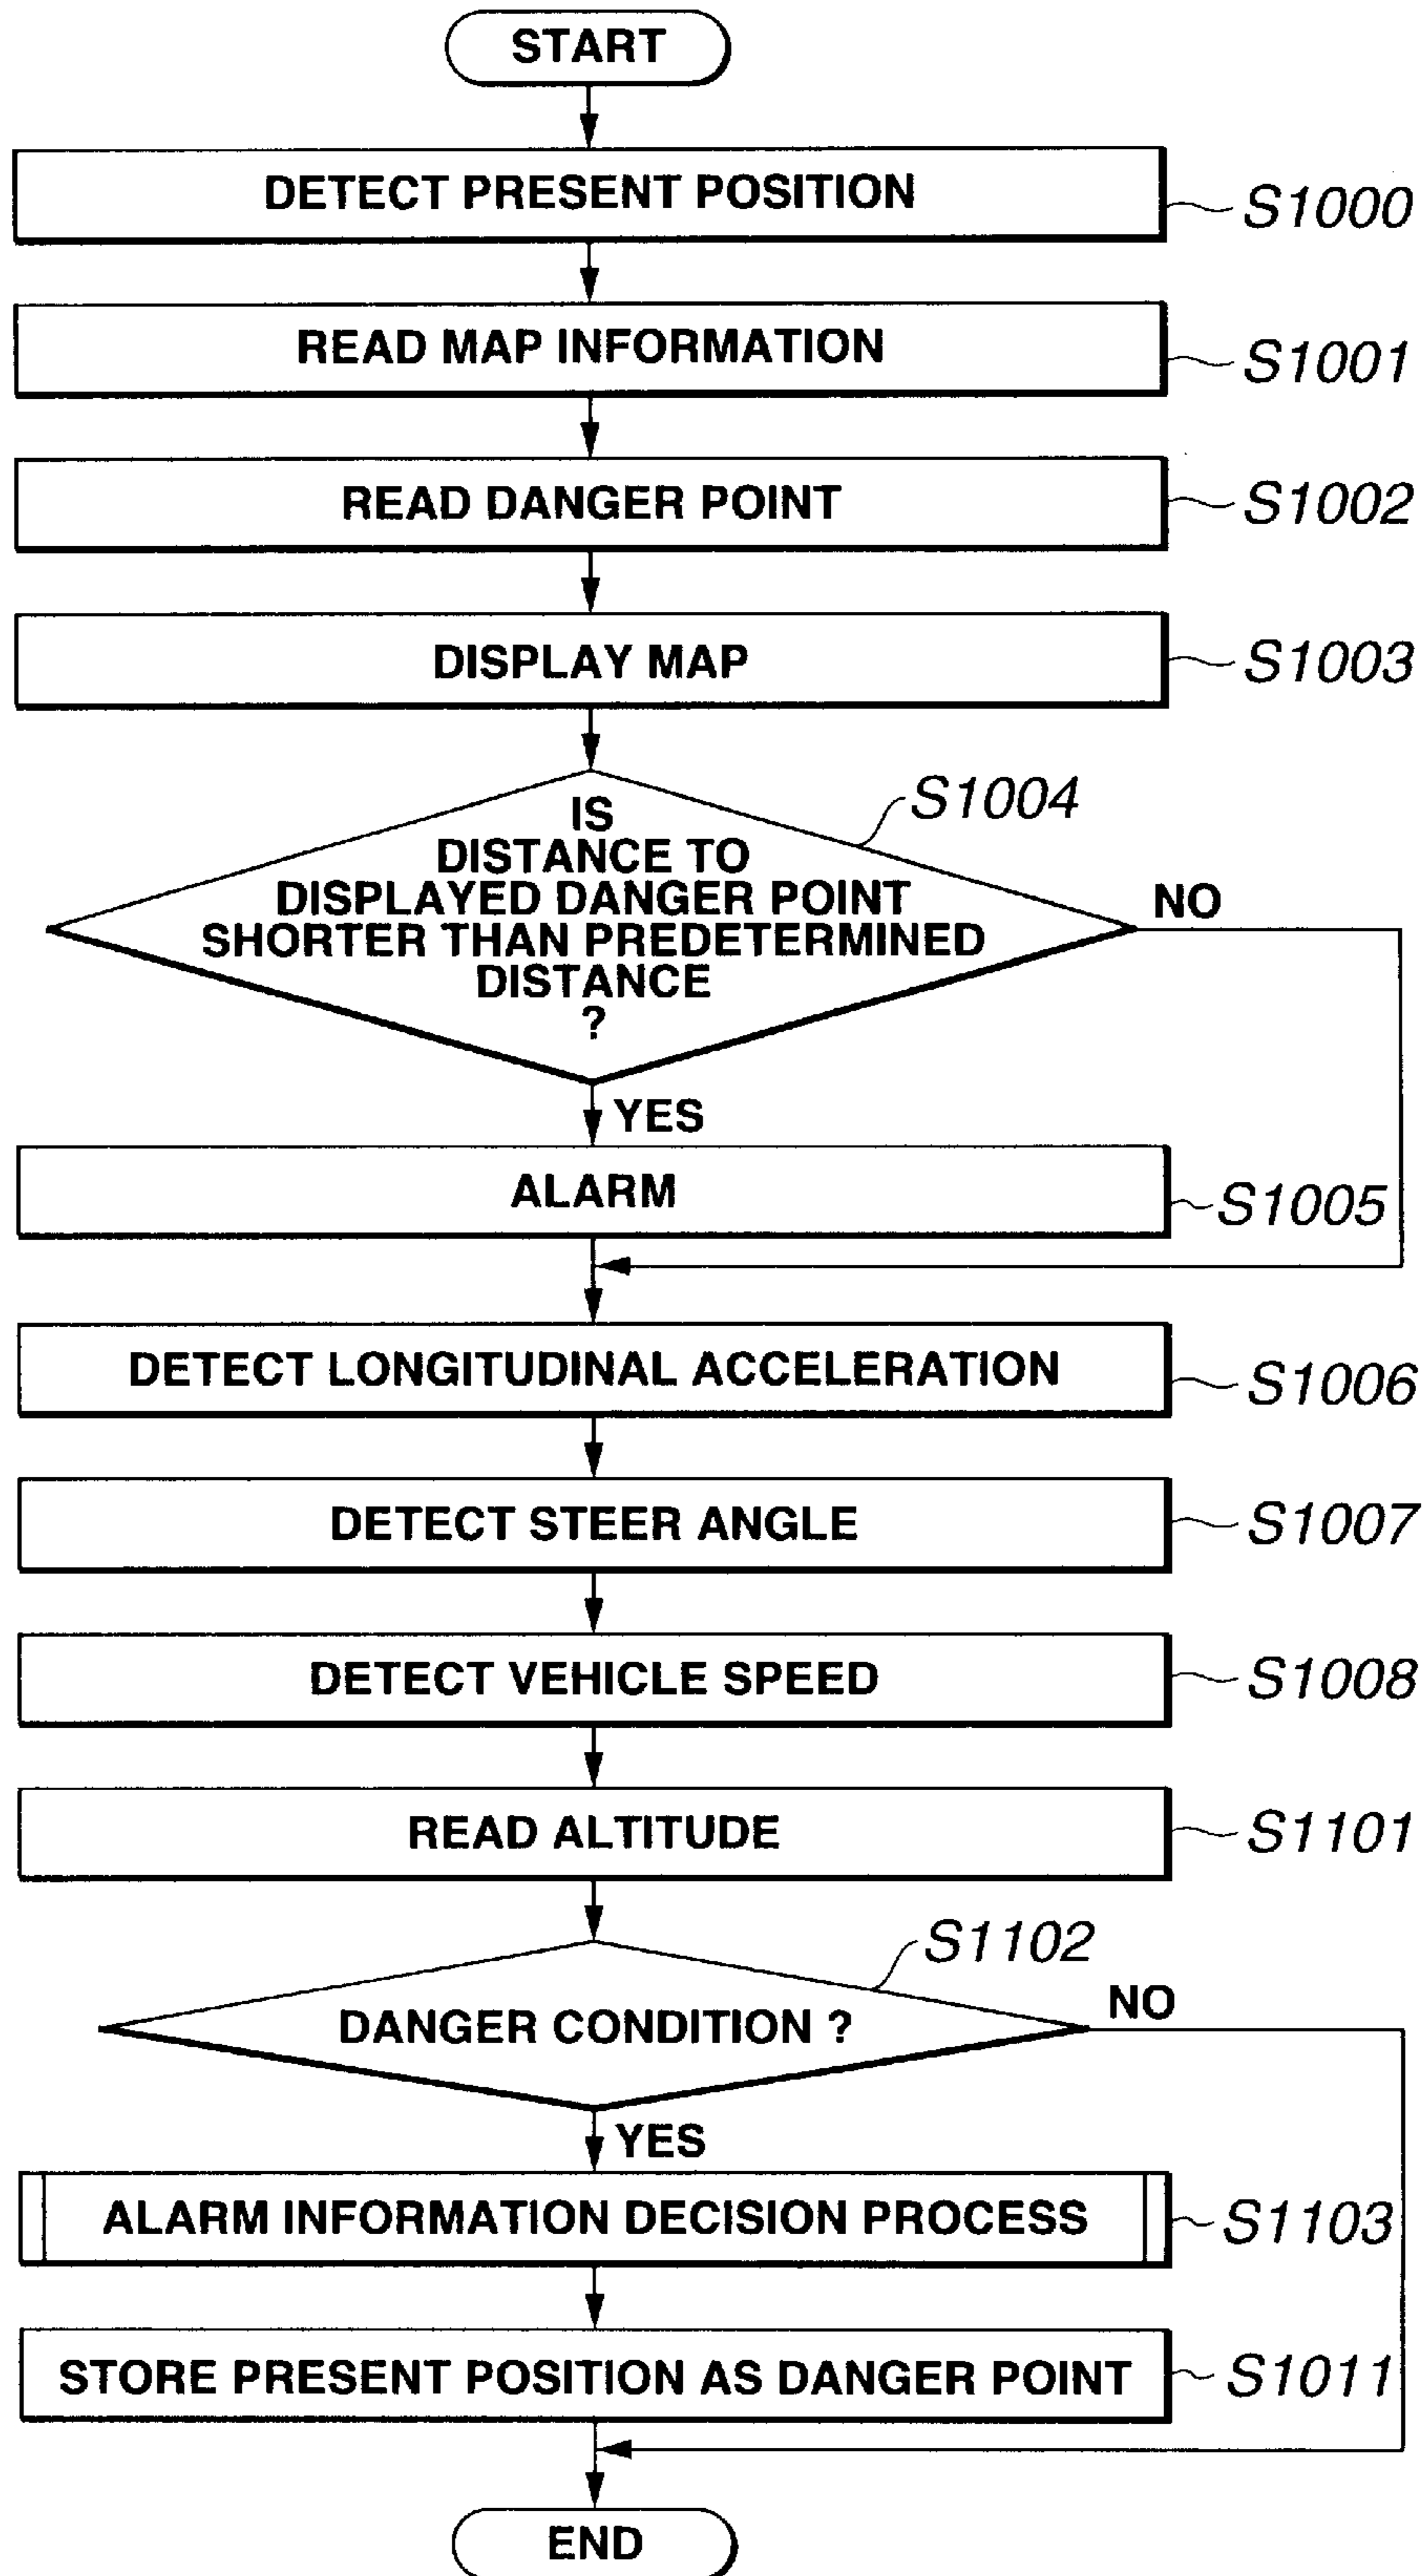 START
DETECT PRESENT POSITION
S1000
READ MAP INFORMATION
S1001
READ DANGER POINT
S1002
DISPLAY MAP
S1003
S1004
IS
DISTANCE TO
DISPLAYED DANGER POINT
SHORTER THAN PREDETERMINED
DISTANCE
?
NO
YES
ALARM
S1005
DETECT LONGITUDINAL ACCELERATION
S1006
DETECT STEER ANGLE
S1007
DETECT VEHICLE SPEED
S1008
READ ALTITUDE
S1101
S1102
DANGER CONDITION ?
NO
YES
ALARM INFORMATION DECISION PROCESS
S1103
STORE PRESENT POSITION AS DANGER POINT
S1011
END